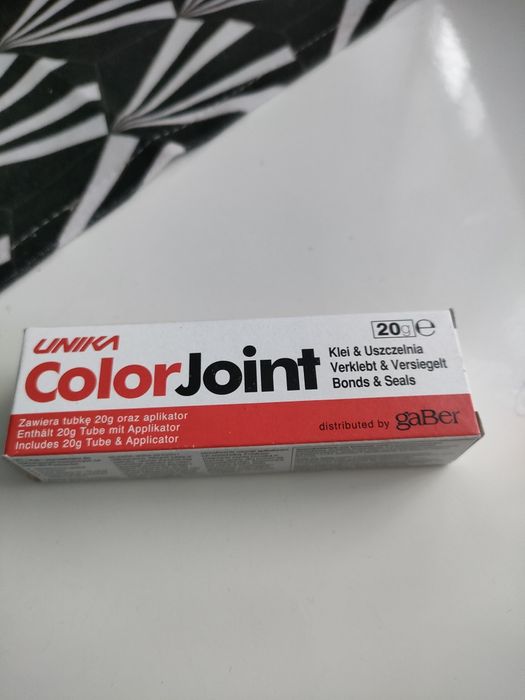 UNIKA
ColorJoint
20g e
Klei & Uszczelnia
Verklebt & Versiegelt
Bonds & Seals
Zawiera tubkę 20g oraz aplikator
Enthält 20g Tube mit Applikator
Includes 20g Tube & Applicator
distributed by gaBer